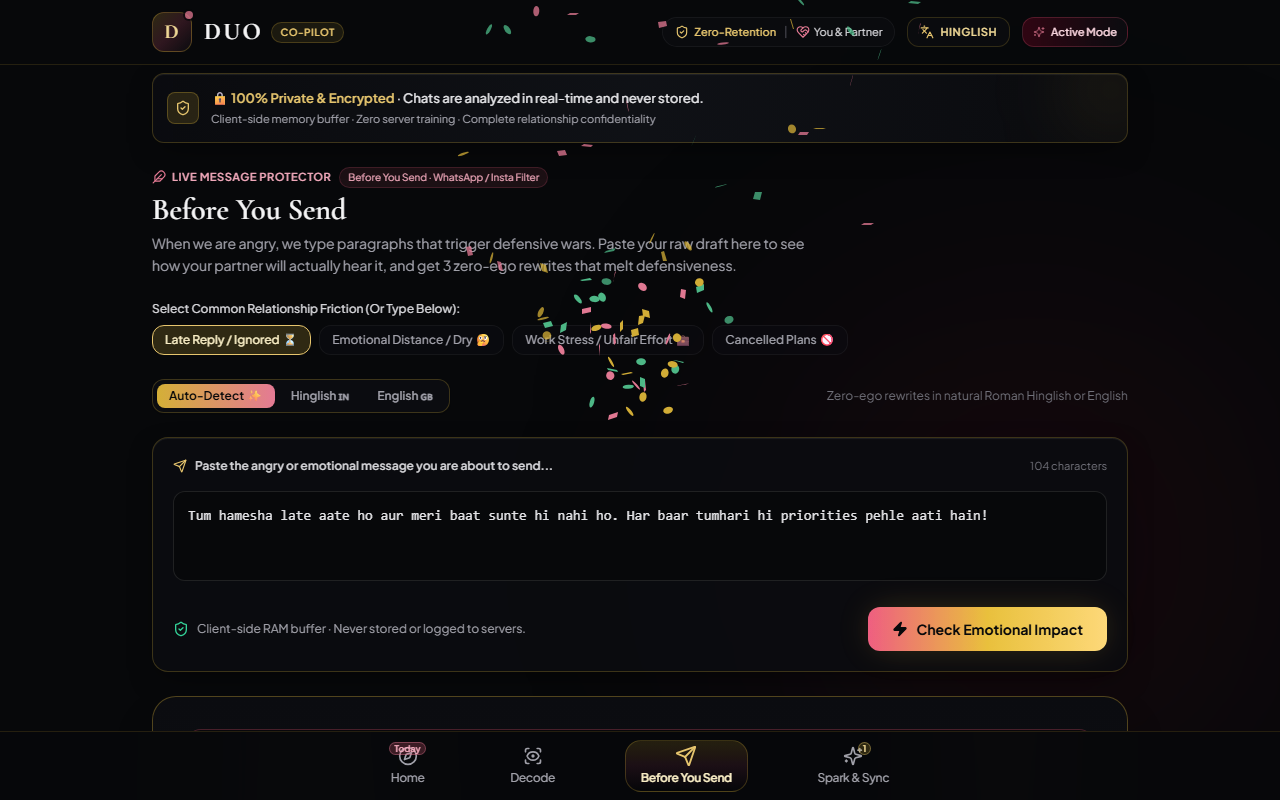 D DUO CO-PILOT Zero-Retention | You & Partner HINGLISH Active Mode
🔒 100% Private & Encrypted · Chats are analyzed in real-time and never stored.
Client-side memory buffer · Zero server training · Complete relationship confidentiality
LIVE MESSAGE PROTECTOR Before You Send · WhatsApp / Insta Filter
Before You Send
When we are angry, we type paragraphs that trigger defensive wars. Paste your raw draft here to see
how your partner will actually hear it, and get 3 zero-ego rewrites that melt defensiveness.
Select Common Relationship Friction (Or Type Below):
Late Reply / Ignored ⏳ Emotional Distance / Dry 🤔 Work Stress / Unfair Effort 💼 Cancelled Plans 🚫
Auto-Detect ✨ Hinglish IN English GB Zero-ego rewrites in natural Roman Hinglish or English
Paste the angry or emotional message you are about to send... 104 characters
Tum hamesha late aate ho aur meri baat sunte hi nahi ho. Har baar tumhari hi priorities pehle aati hain!
Client-side RAM buffer · Never stored or logged to servers. Check Emotional Impact
Today +1
Home Decode Before You Send Spark & Sync